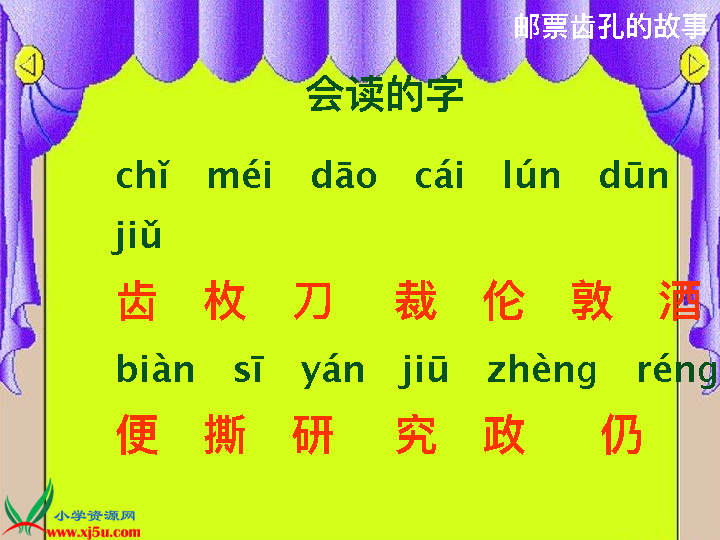 邮票齿孔的故事
会读的字
chǐ méi dāo cái lún dūn
jiǔ
齿 枚 刀 裁 伦 敦 酒
biàn sī yán jiū zhèng réng
便 撕 研 究 政 仍
小学资源网
www.xj5u.com